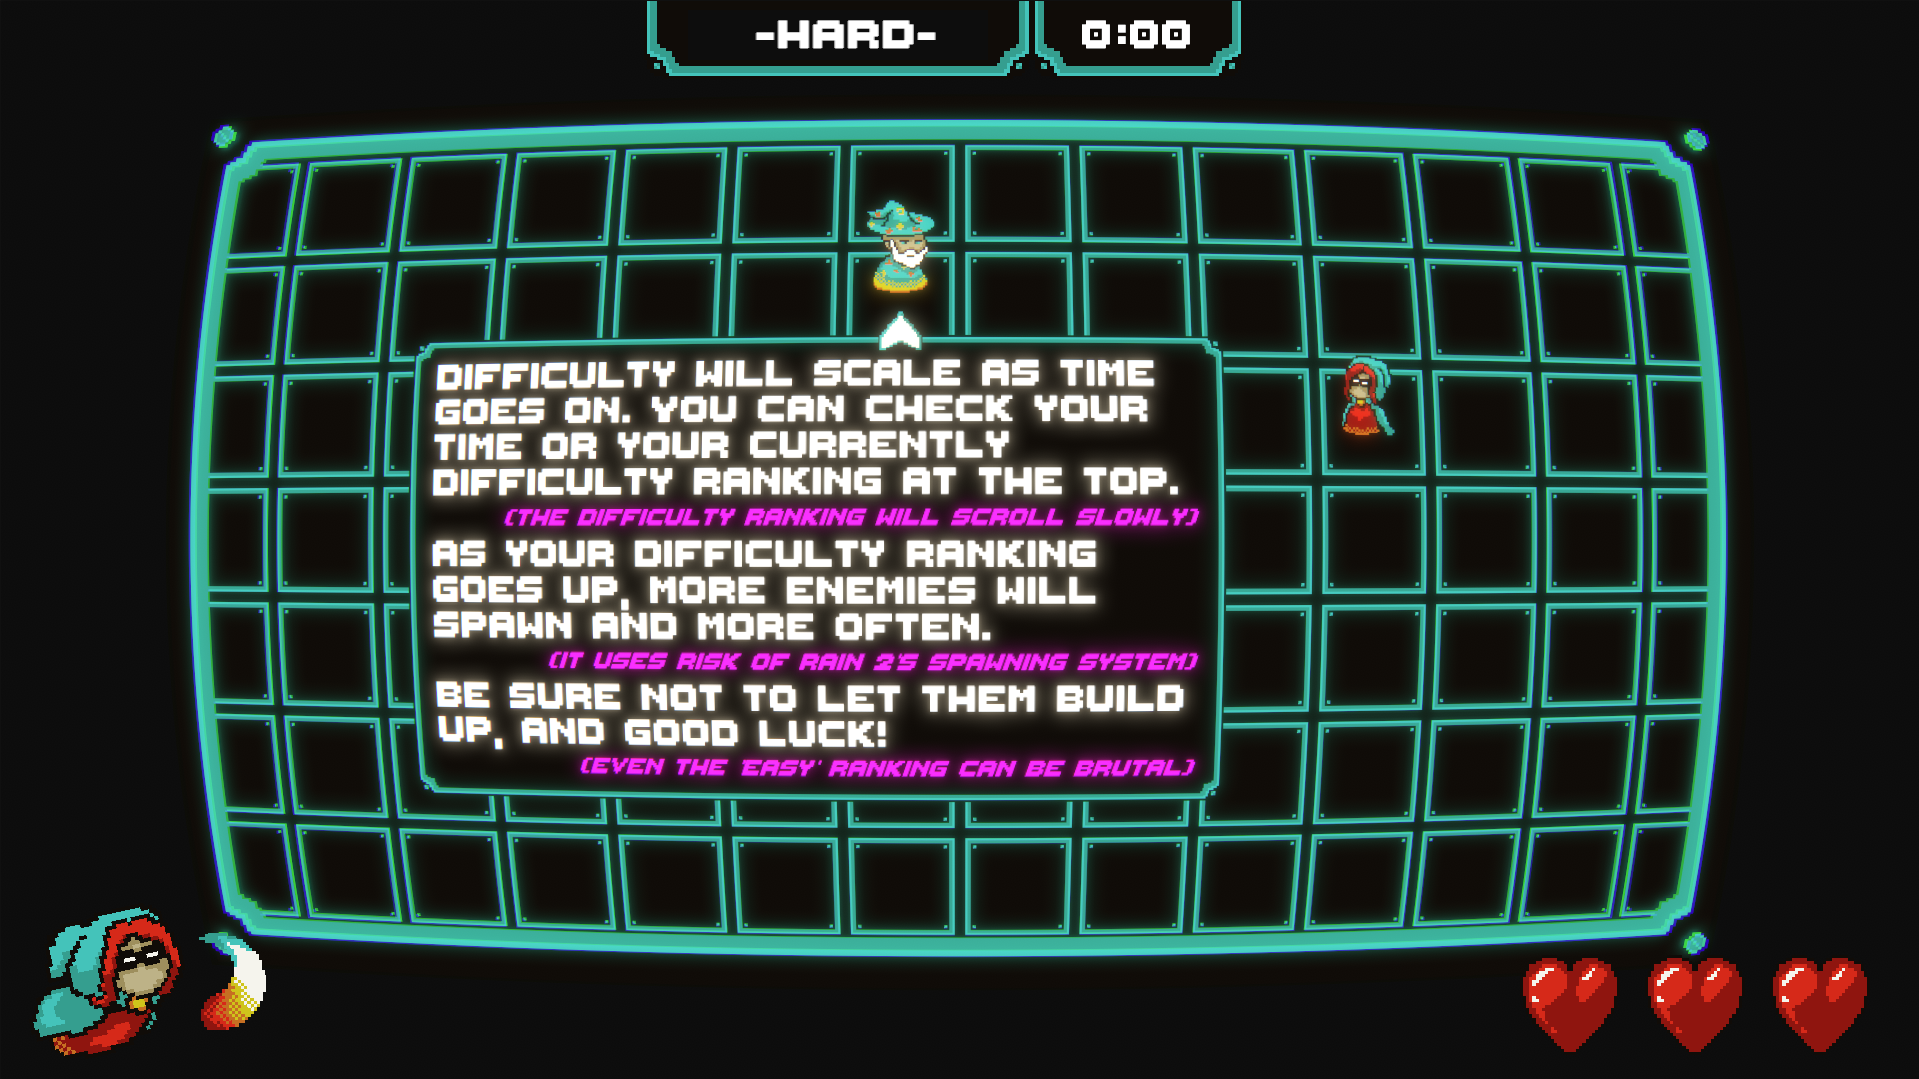 -HARD-
0:00
DIFFICULTY WILL SCALE AS TIME
GOES ON. YOU CAN CHECK YOUR
TIME OR YOUR CURRENTLY
DIFFICULTY RANKING AT THE TOP.
(THE DIFFICULTY RANKING WILL SCROLL SLOWLY)
AS YOUR DIFFICULTY RANKING
GOES UP, MORE ENEMIES WILL
SPAWN AND MORE OFTEN.
(IT USES RISK OF RAIN 2'S SPAWNING SYSTEM)
BE SURE NOT TO LET THEM BUILD
UP, AND GOOD LUCK!
(EVEN THE 'EASY' RANKING CAN BE BRUTAL)